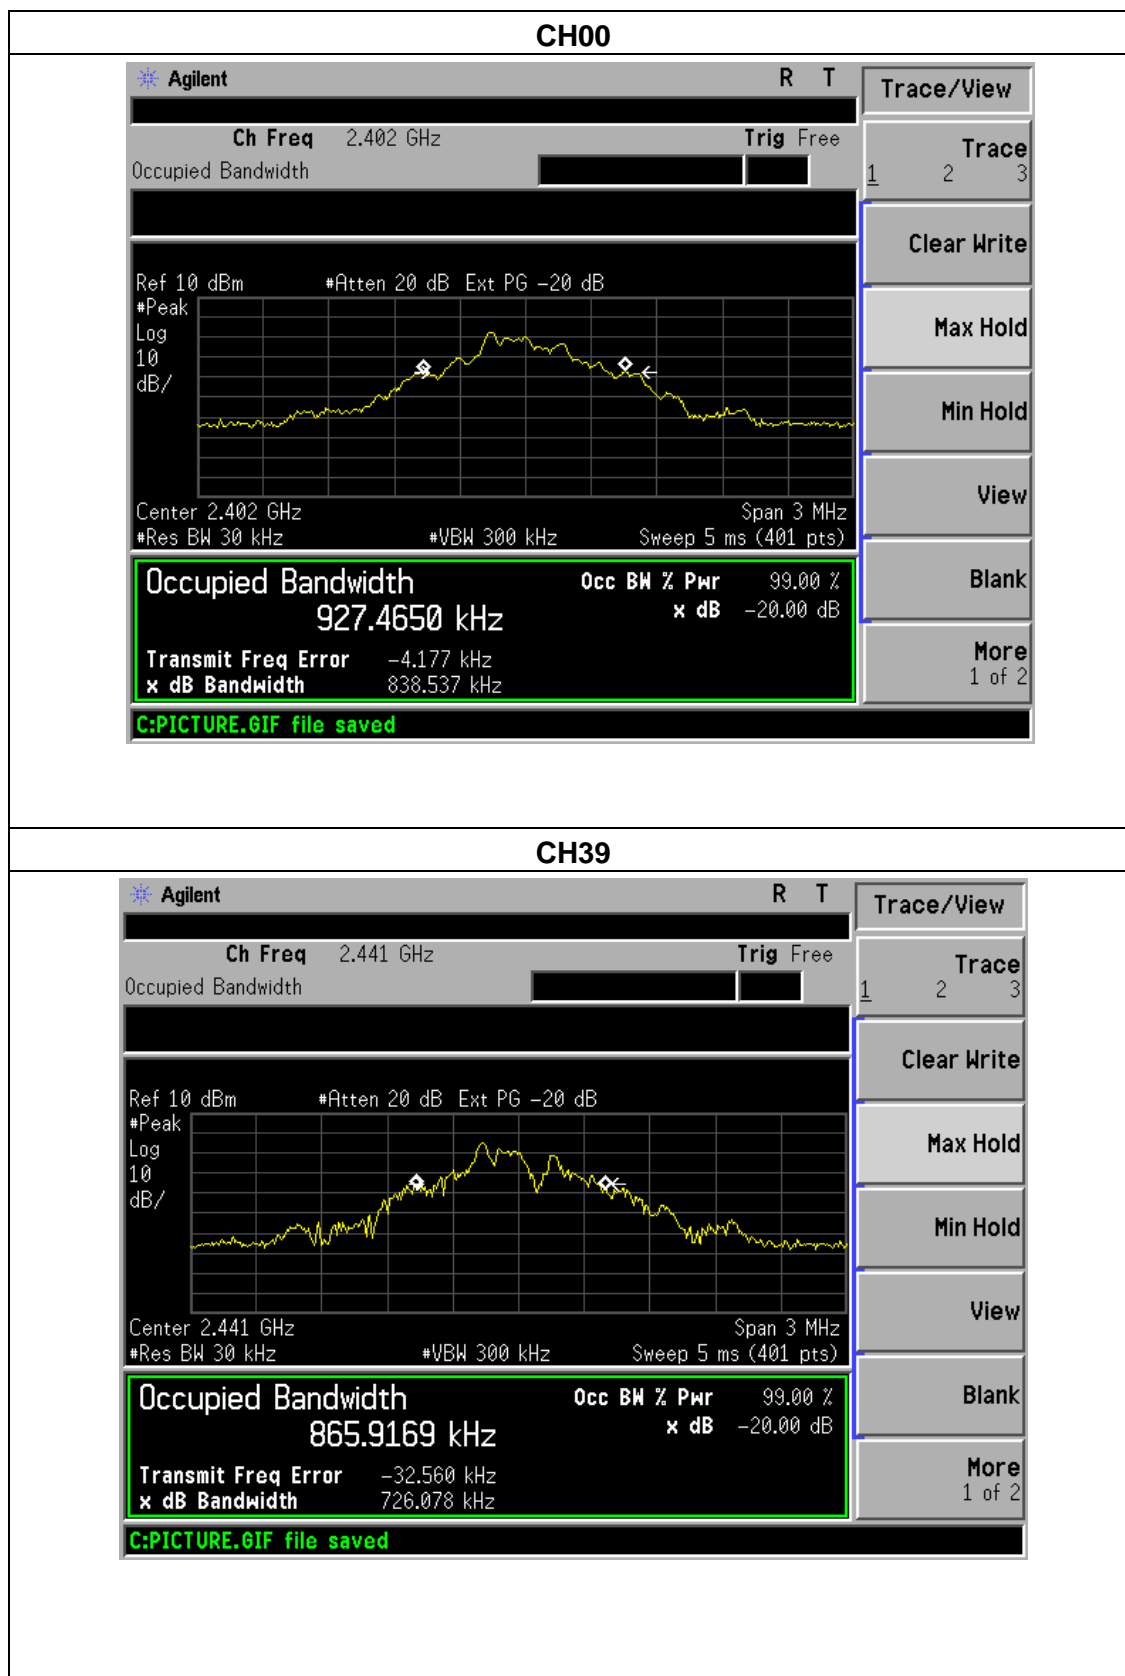 CH00
Agilent R T
Trace/View
Ch Freq 2.402 GHz Trig Free
Occupied Bandwidth
Trace
1 2 3
Clear Write
Ref 10 dBm #Atten 20 dB Ext PG –20 dB
#Peak
Log
10
dB/
Max Hold
Min Hold
View
Center 2.402 GHz Span 3 MHz
#Res BW 30 kHz #VBW 300 kHz Sweep 5 ms (401 pts)
Occupied Bandwidth Occ BW % Pwr 99.00 %
927.4650 kHz x dB –20.00 dB
Blank
Transmit Freq Error –4.177 kHz
x dB Bandwidth 838.537 kHz
More
1 of 2
C:PICTURE.GIF file saved
CH39
Agilent R T
Trace/View
Ch Freq 2.441 GHz Trig Free
Occupied Bandwidth
Trace
1 2 3
Clear Write
Ref 10 dBm #Atten 20 dB Ext PG –20 dB
#Peak
Log
10
dB/
Max Hold
Min Hold
View
Center 2.441 GHz Span 3 MHz
#Res BW 30 kHz #VBW 300 kHz Sweep 5 ms (401 pts)
Occupied Bandwidth Occ BW % Pwr 99.00 %
865.9169 kHz x dB –20.00 dB
Blank
Transmit Freq Error –32.560 kHz
x dB Bandwidth 726.078 kHz
More
1 of 2
C:PICTURE.GIF file saved